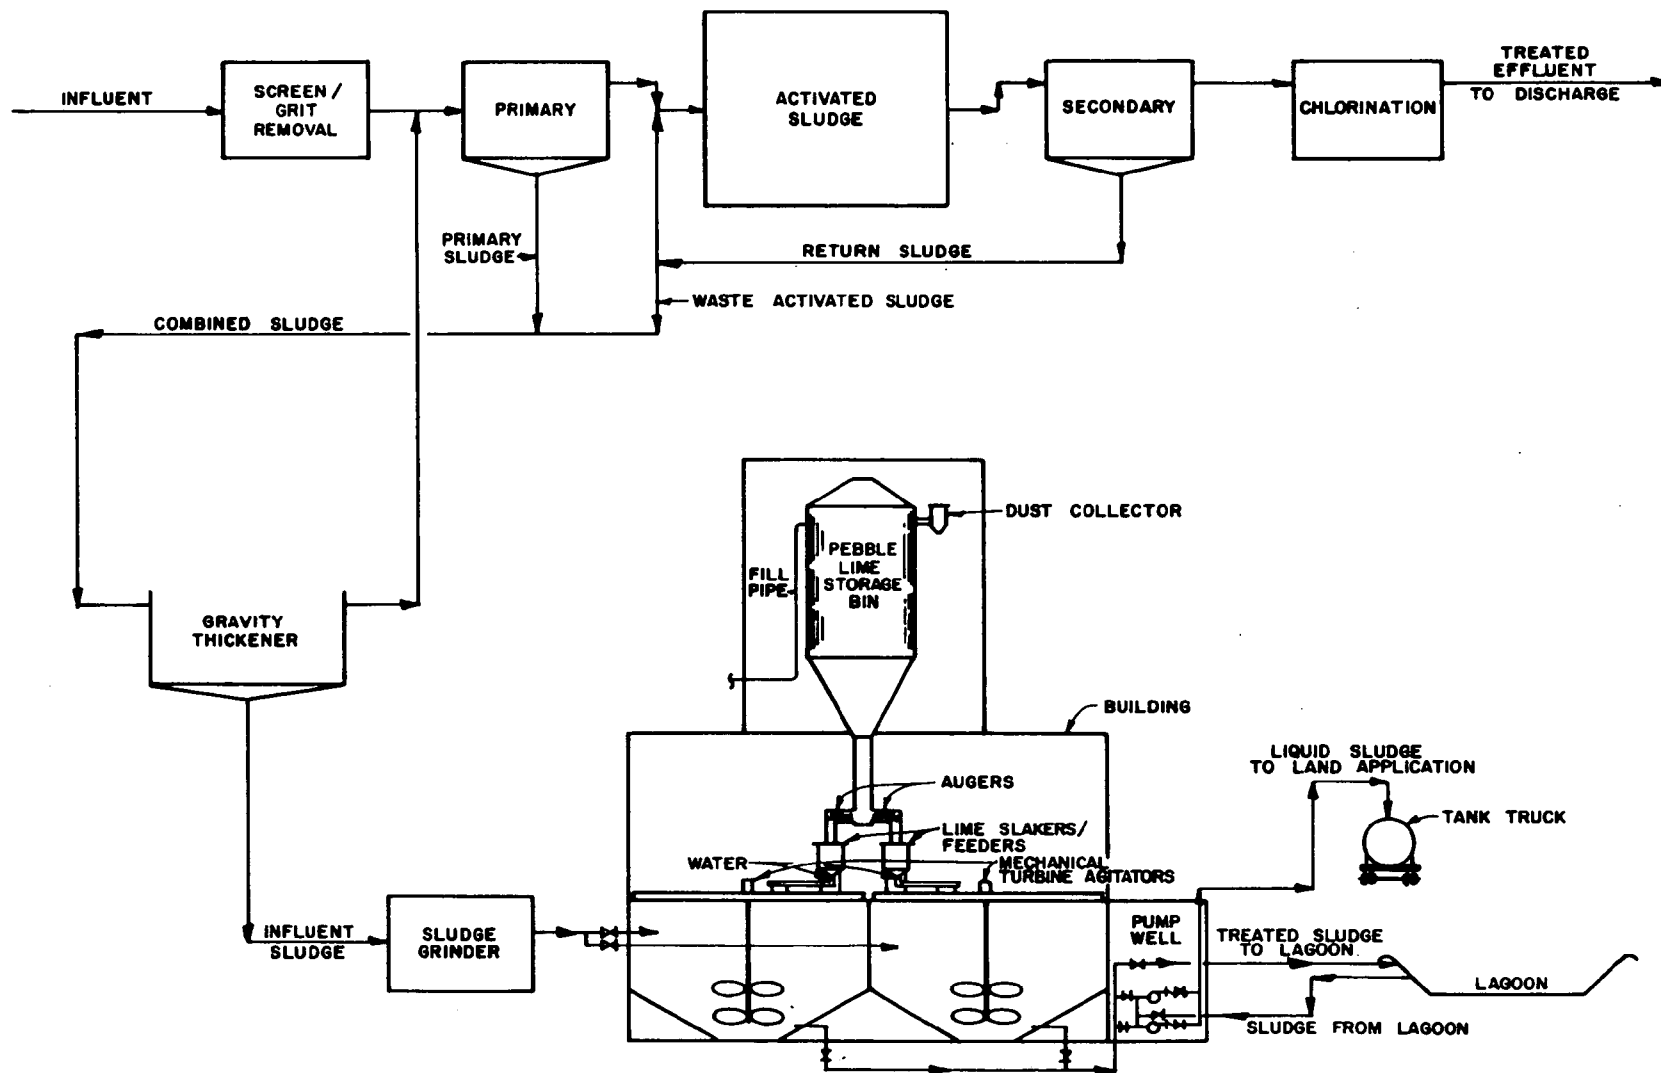 INFLUENT
SCREEN /
GRIT
REMOVAL
PRIMARY
ACTIVATED
SLUDGE
SECONDARY
CHLORINATION
TREATED
EFFLUENT
TO DISCHARGE
PRIMARY
SLUDGE
RETURN SLUDGE
WASTE ACTIVATED SLUDGE
COMBINED SLUDGE
GRAVITY
THICKENER
DUST COLLECTOR
PEBBLE
LIME
STORAGE
BIN
FILL
PIPE
BUILDING
LIQUID SLUDGE
TO LAND APPLICATION
TANK TRUCK
AUGERS
LIME SLAKERS/
FEEDERS
WATER
MECHANICAL
TURBINE AGITATORS
INFLUENT
SLUDGE
SLUDGE
GRINDER
PUMP
WELL
TREATED SLUDGE
TO LAGOON
LAGOON
SLUDGE FROM LAGOON